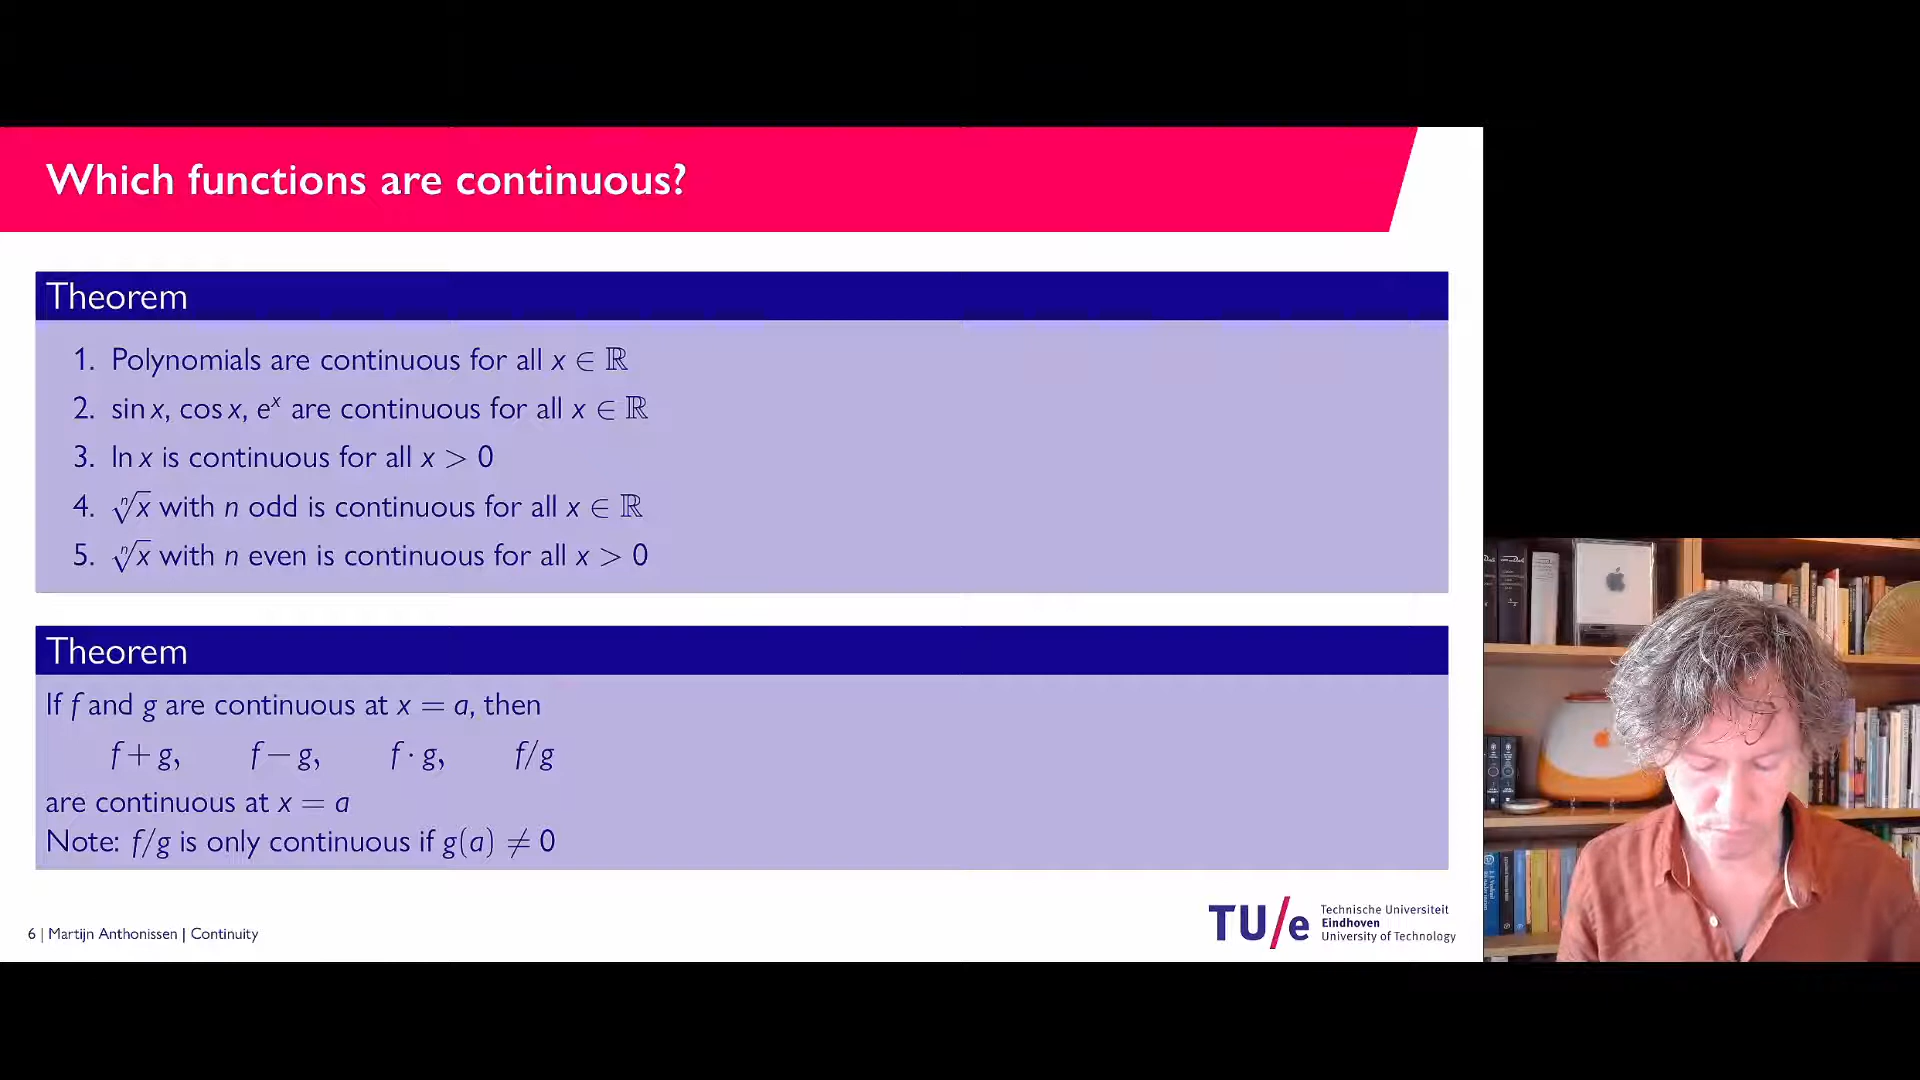 Which functions are continuous?
Theorem
1. Polynomials are continuous for all x ∈ ℝ
2. sin x, cos x, eˣ are continuous for all x ∈ ℝ
3. ln x is continuous for all x > 0
4. ⁿ√x with n odd is continuous for all x ∈ ℝ
5. ⁿ√x with n even is continuous for all x > 0
Theorem
If f and g are continuous at x = a, then
f + g, f − g, f · g, f/g
are continuous at x = a
Note: f/g is only continuous if g(a) ≠ 0
6 | Martijn Anthonissen | Continuity
TU/e
Technische Universiteit
Eindhoven
University of Technology